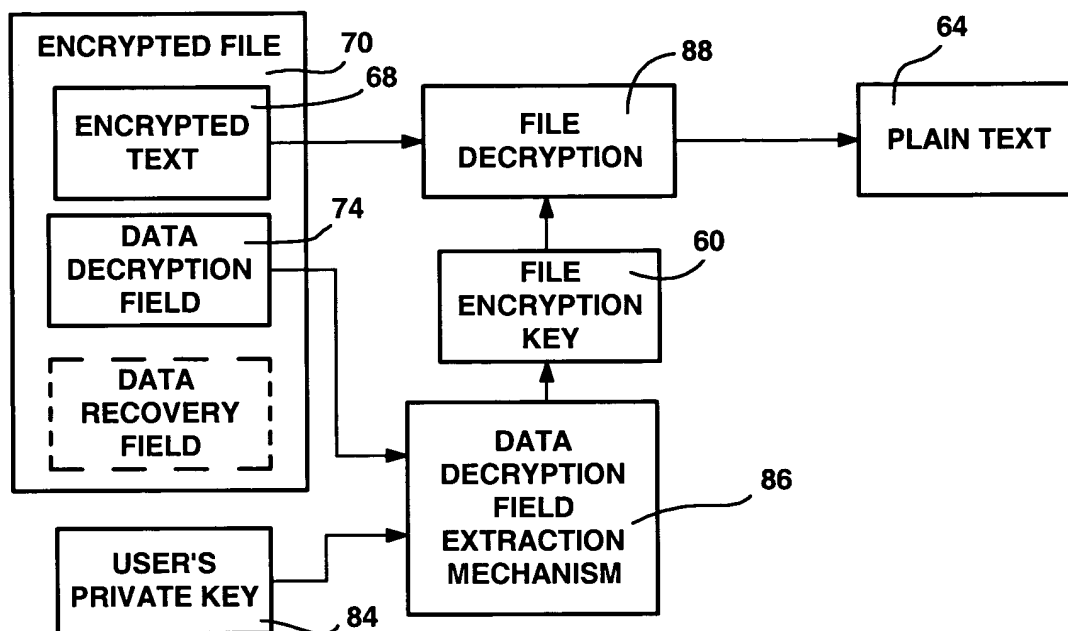 ENCRYPTED FILE
70
68
ENCRYPTED
TEXT
74
DATA
DECRYPTION
FIELD
DATA
RECOVERY
FIELD
USER'S
PRIVATE KEY
84
88
FILE
DECRYPTION
60
FILE
ENCRYPTION
KEY
DATA
DECRYPTION
FIELD
EXTRACTION
MECHANISM
86
64
PLAIN TEXT